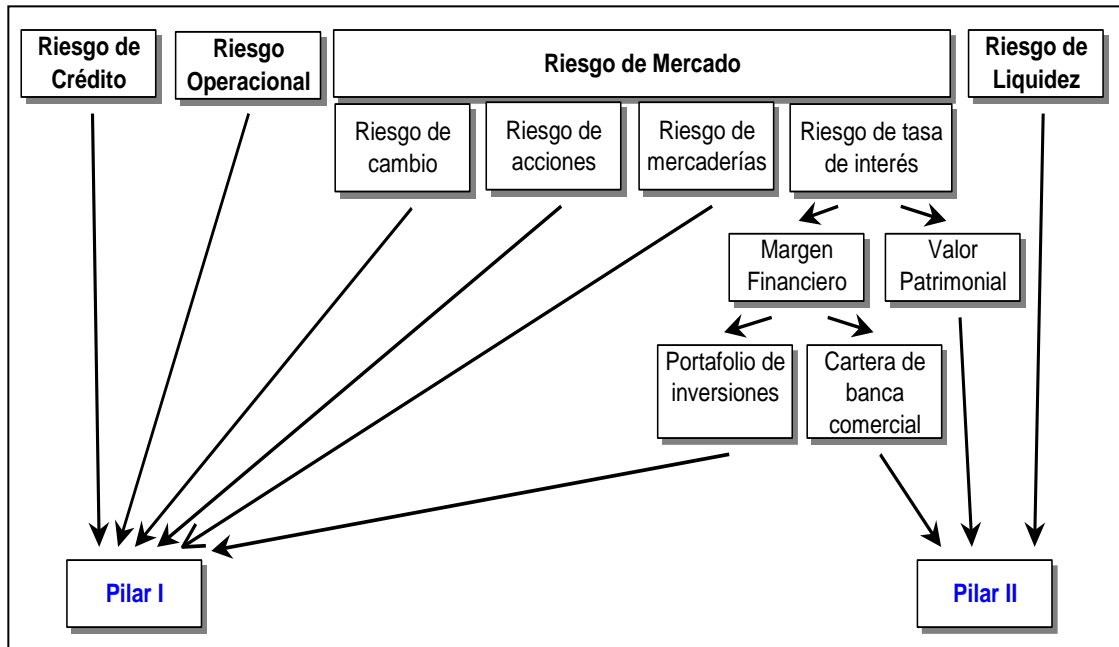 Riesgo de
Crédito
Riesgo
Operacional
Riesgo de Mercado
Riesgo de
Liquidez
Riesgo de
cambio
Riesgo de
acciones
Riesgo de
mercaderías
Riesgo de tasa
de interés
Margen
Financiero
Valor
Patrimonial
Portafolio de
inversiones
Cartera de
banca
comercial
Pilar I
Pilar II